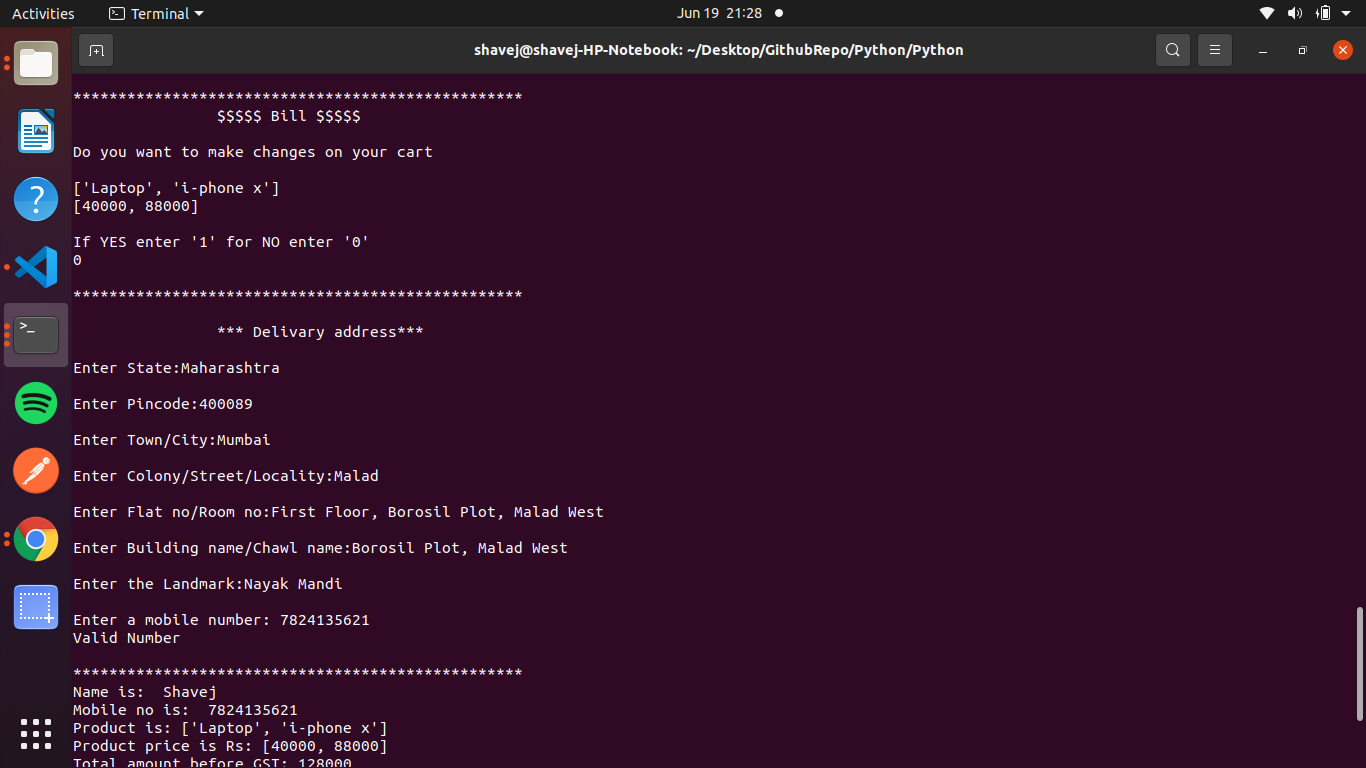 Activities
Terminal
Jun 19 21:28
shavej@shavej-HP-Notebook: ~/Desktop/GithubRepo/Python/Python
**************************************************
$$$$$ Bill $$$$$
Do you want to make changes on your cart
['Laptop', 'i-phone x']
[40000, 88000]
If YES enter '1' for NO enter '0'
0
**************************************************
*** Delivary address***
Enter State:Maharashtra
Enter Pincode:400089
Enter Town/City:Mumbai
Enter Colony/Street/Locality:Malad
Enter Flat no/Room no:First Floor, Borosil Plot, Malad West
Enter Building name/Chawl name:Borosil Plot, Malad West
Enter the Landmark:Nayak Mandi
Enter a mobile number: 7824135621
Valid Number
**************************************************
Name is:  Shavej
Mobile no is:  7824135621
Product is: ['Laptop', 'i-phone x']
Product price is Rs: [40000, 88000]
Total amount before GST: 128000